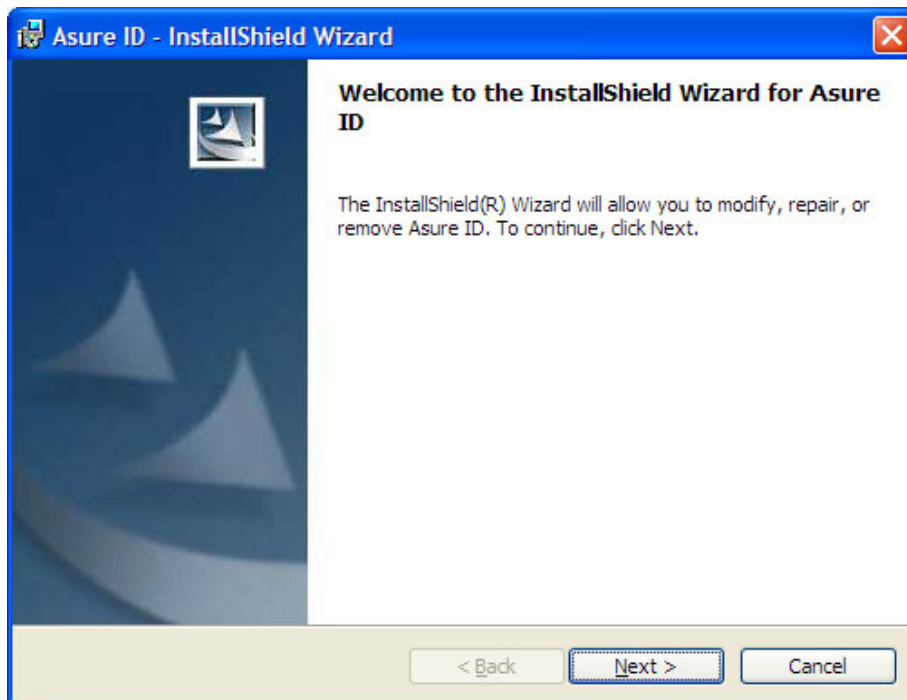 Asure ID - InstallShield Wizard
Welcome to the InstallShield Wizard for Asure
ID
The InstallShield(R) Wizard will allow you to modify, repair, or
remove Asure ID. To continue, click Next.
< Back
Next >
Cancel